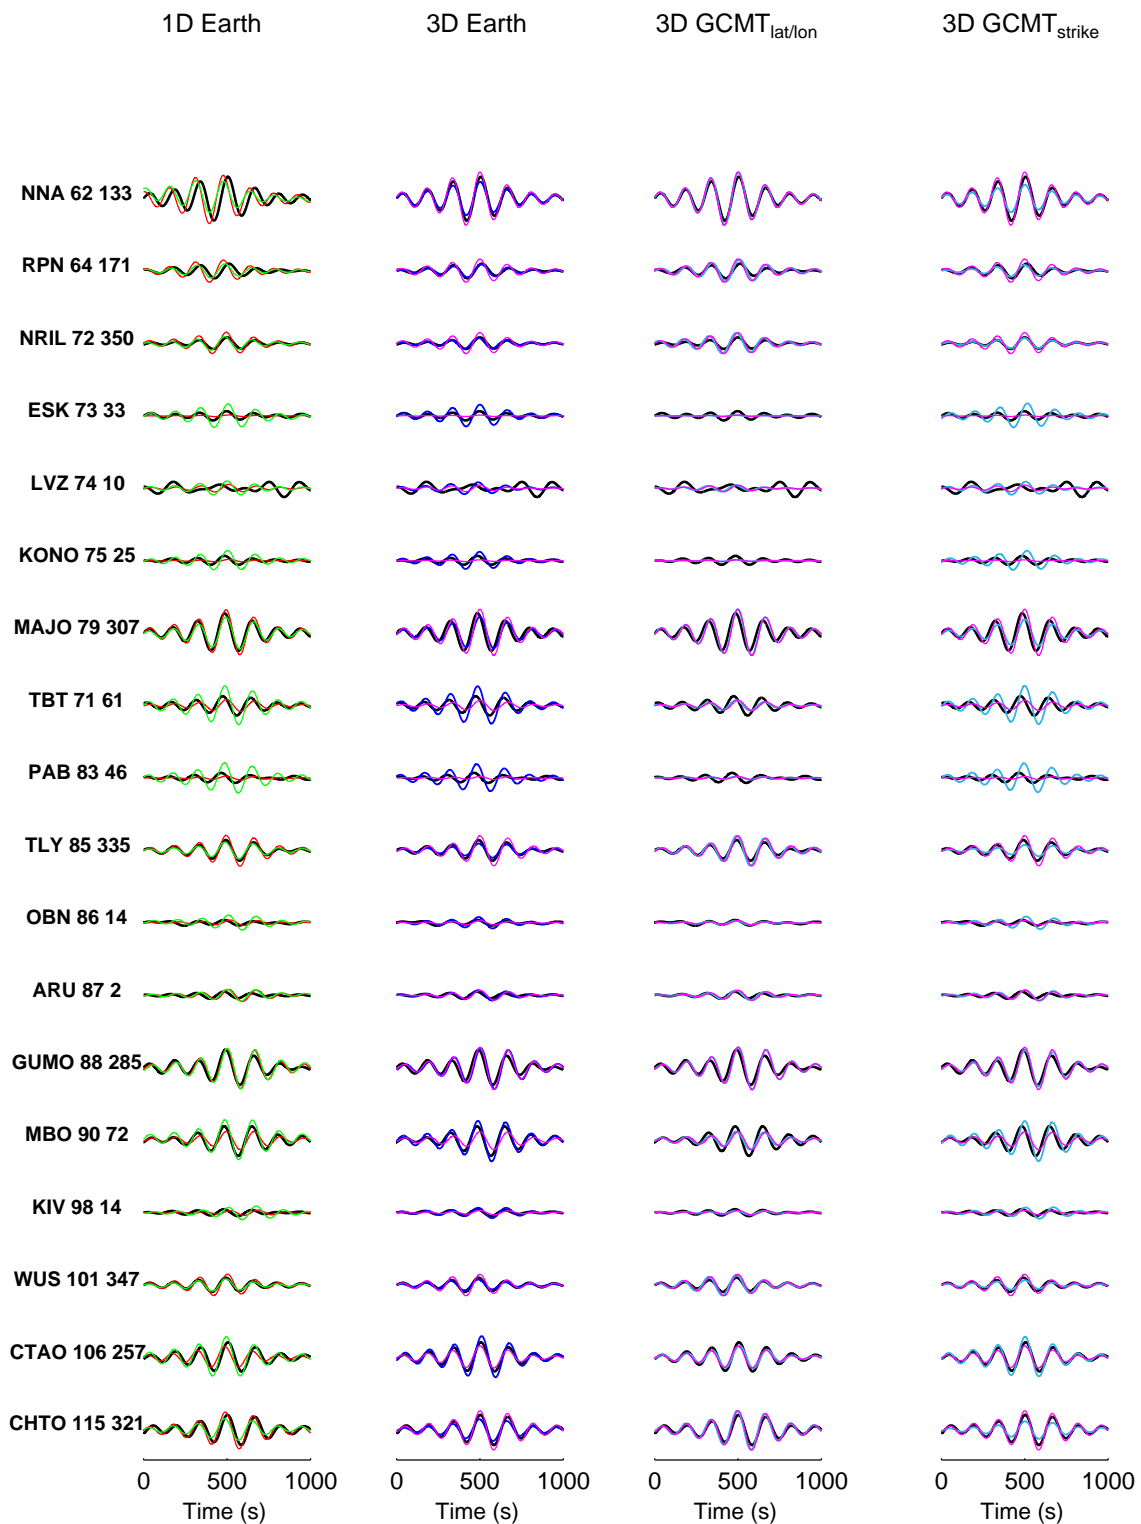 1D Earth 3D Earth 3D GCMTlat/lon 3D GCMTstrike
NNA 62 133
RPN 64 171
NRIL 72 350
ESK 73 33
LVZ 74 10
KONO 75 25
MAJO 79 307
TBT 71 61
PAB 83 46
TLY 85 335
OBN 86 14
ARU 87 2
GUMO 88 285
MBO 90 72
KIV 98 14
WUS 101 347
CTAO 106 257
CHTO 115 321
0 500 1000 0 500 1000 0 500 1000 0 500 1000
Time (s) Time (s) Time (s) Time (s)